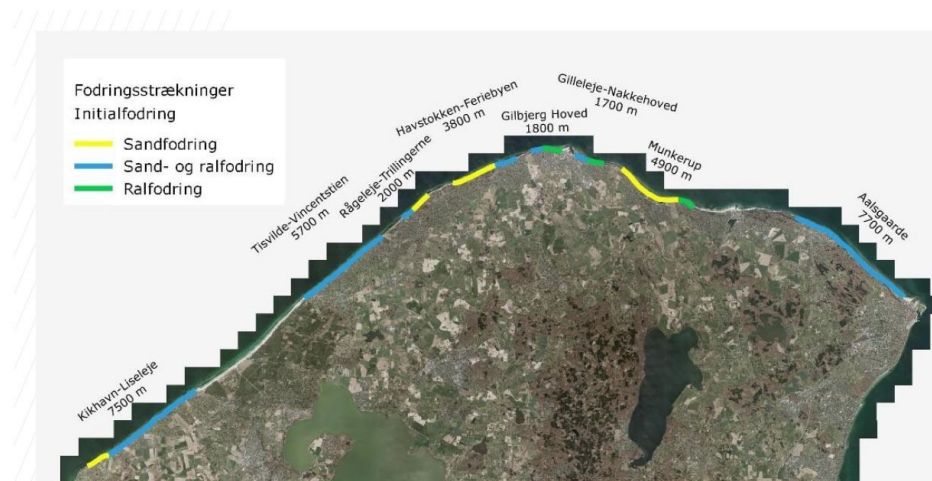 Fodringsstrækninger
Initialfodring
Sandfodring
Sand- og ralfodring
Ralfodring
Kikhavn-Liseleje
7500 m
Tisvilde-Vincentstien
5700 m
Rågeleje-Trillingerne
2000 m
Havstokken-Feriebyen
3800 m
Gilbjerg Hoved
1800 m
Gilleleje-Nakkehoved
1700 m
Munkerup
4900 m
Aalsgaarde
7700 m